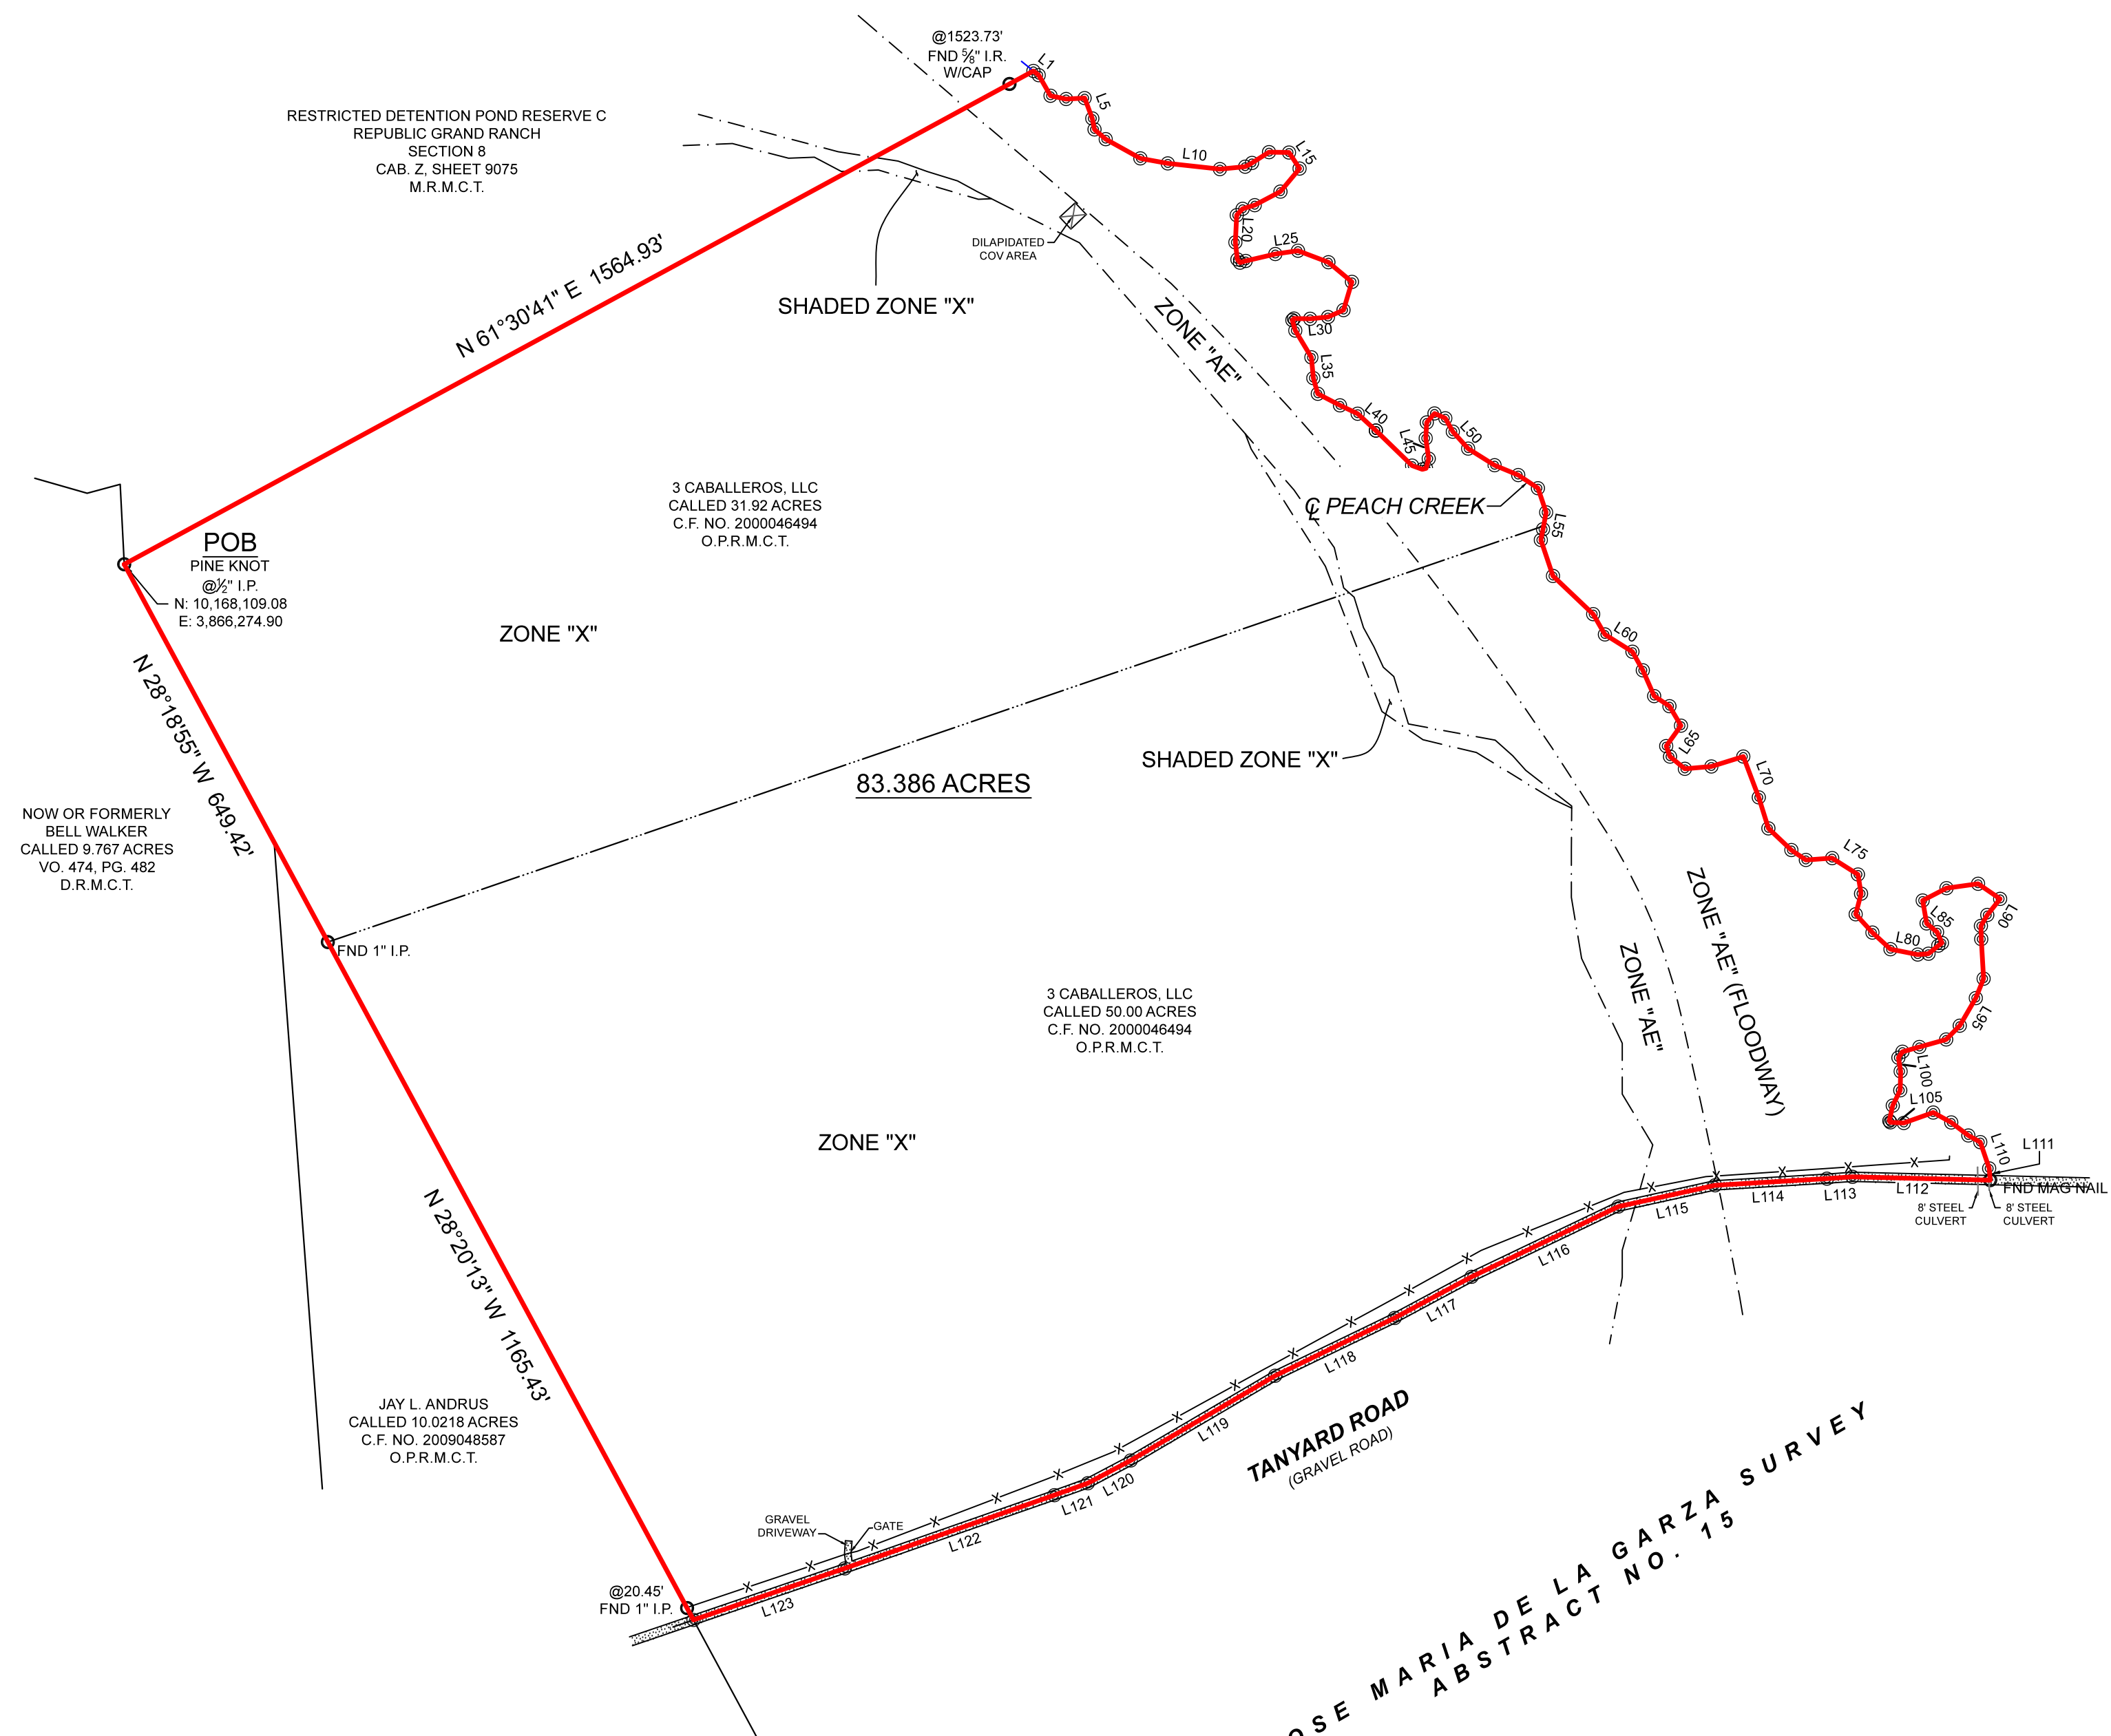 @1523.73'
FND 5/8" I.R.
W/CAP
L1
L5
L10
L15
L20
L25
L30
L35
L40
L45
L50
L55
L60
L65
L70
L75
L80
L85
L90
L95
L100
L105
L110
L111
RESTRICTED DETENTION POND RESERVE C
REPUBLIC GRAND RANCH
SECTION 8
CAB. Z, SHEET 9075
M.R.M.C.T.
N 61°30'41" E 1564.93'
DILAPIDATED
COV AREA
SHADED ZONE "X"
ZONE "AE"
3 CABALLEROS, LLC
CALLED 31.92 ACRES
C.F. NO. 2000046494
O.P.R.M.C.T.
℄ PEACH CREEK
POB
PINE KNOT
@1/2" I.P.
N: 10,168,109.08
E: 3,866,274.90
ZONE "X"
N 28°18'55" W 649.42'
SHADED ZONE "X"
83.386 ACRES
NOW OR FORMERLY
BELL WALKER
CALLED 9.767 ACRES
VO. 474, PG. 482
D.R.M.C.T.
FND 1" I.P.
ZONE "AE" (FLOODWAY)
ZONE "AE"
3 CABALLEROS, LLC
CALLED 50.00 ACRES
C.F. NO. 2000046494
O.P.R.M.C.T.
ZONE "X"
N 28°20'13" W 1165.43'
FND MAG NAIL
8' STEEL
CULVERT
8' STEEL
CULVERT
L112
L113
L114
L115
L116
L117
L118
L119
L120
L121
L122
L123
JAY L. ANDRUS
CALLED 10.0218 ACRES
C.F. NO. 2009048587
O.P.R.M.C.T.
TANYARD ROAD
(GRAVEL ROAD)
GRAVEL
DRIVEWAY
GATE
@20.45'
FND 1" I.P.
OSE MARIA DE LA GARZA SURVEY
ABSTRACT NO. 15